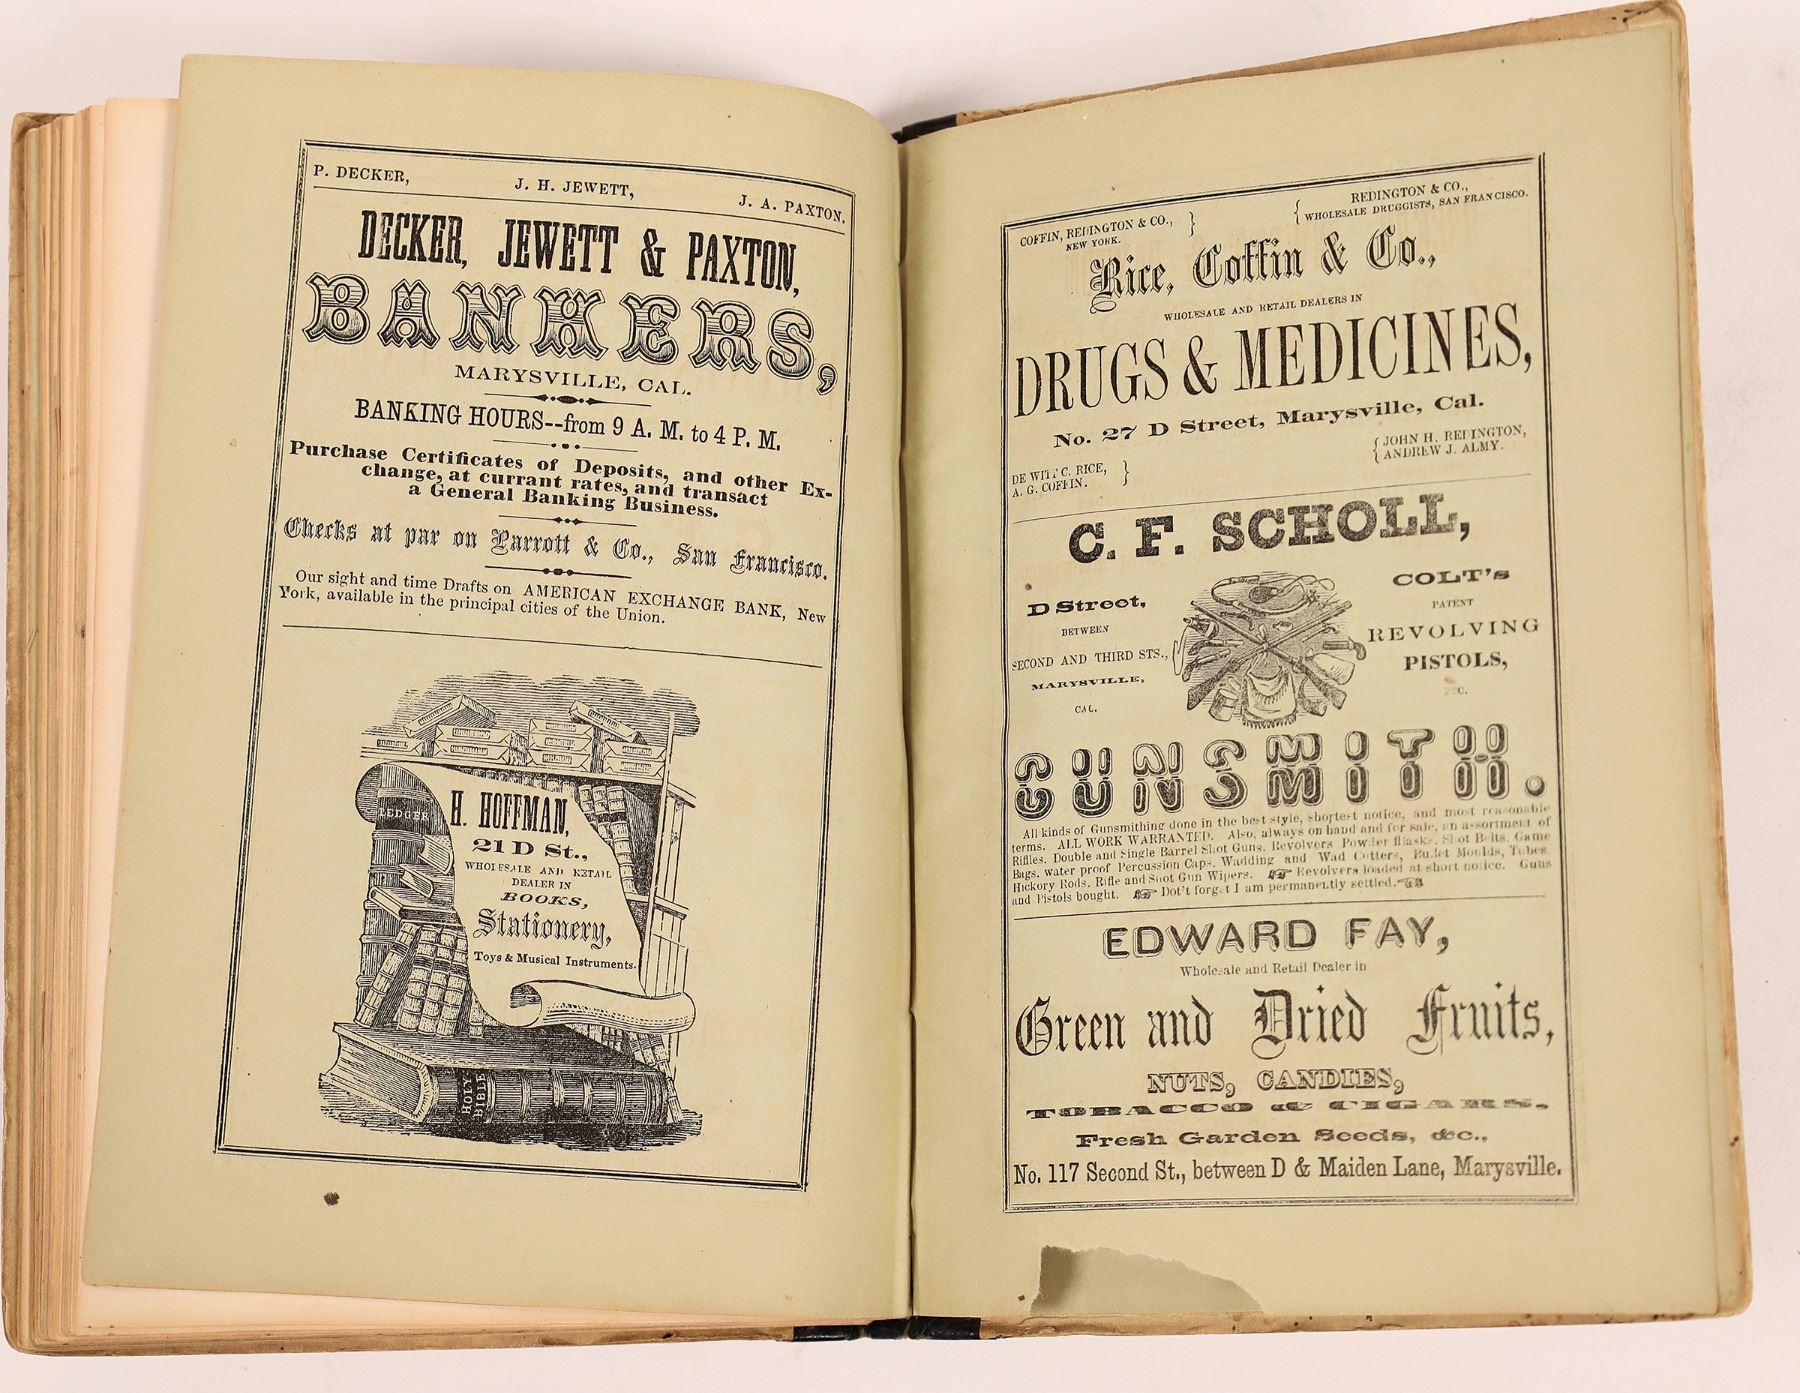 P. DECKER, J. H. JEWETT, J. A. PAXTON.
DECKER, JEWETT & PAXTON,
BANKERS,
MARYSVILLE, CAL.
BANKING HOURS--from 9 A. M. to 4 P. M.
Purchase Certificates of Deposits, and other Ex-
change, at currant rates, and transact
a General Banking Business.
Checks at par on Parrott & Co., San Francisco.
Our sight and time Drafts on AMERICAN EXCHANGE BANK, New
York, available in the principal cities of the Union.
LEDGER
H. HOFFMAN,
21 D St.,
WHOLESALE AND RETAIL
DEALER IN
BOOKS,
Stationery,
Toys & Musical Instruments.
HOLY
BIBLE
COFFIN, REDINGTON & CO., }
NEW YORK.
{ REDINGTON & CO.,
WHOLESALE DRUGGISTS, SAN FRANCISCO.
Rice, Coffin & Co.,
WHOLESALE AND RETAIL DEALERS IN
DRUGS & MEDICINES,
No. 27 D Street, Marysville, Cal.
DE WITT C. RICE, }
A. G. COFFIN.
{ JOHN H. REDINGTON,
ANDREW J. ALMY.
C. F. SCHOLL,
D Street,
BETWEEN
SECOND AND THIRD STS.,
MARYSVILLE,
CAL.
COLT's
PATENT
REVOLVING
PISTOLS,
ETC.
GUNSMITH.
All kinds of Gunsmithing done in the best style, shortest notice, and most reasonable
terms. ALL WORK WARRANTED. Also, always on hand and for sale, an assortment of
Rifles, Double and Single Barrel Shot Guns, Revolvers Powder fllasks, Shot Belts, Game
Bags, water proof Percussion Caps, Wadding and Wad Cotters, Bullet Moulds, Tubes,
Hickory Rods, Rifle and Shot Gun Wipers. ☞ Revolvers loaded at short notice. Guns
and Pistols bought. ☞ Dot't forget I am permanently settled. ☜
EDWARD FAY,
Wholesale and Retail Dealer in
Green and Dried Fruits,
NUTS, CANDIES,
TOBACCO & CIGARS,
Fresh Garden Seeds, &c.,
No. 117 Second St., between D & Maiden Lane, Marysville.